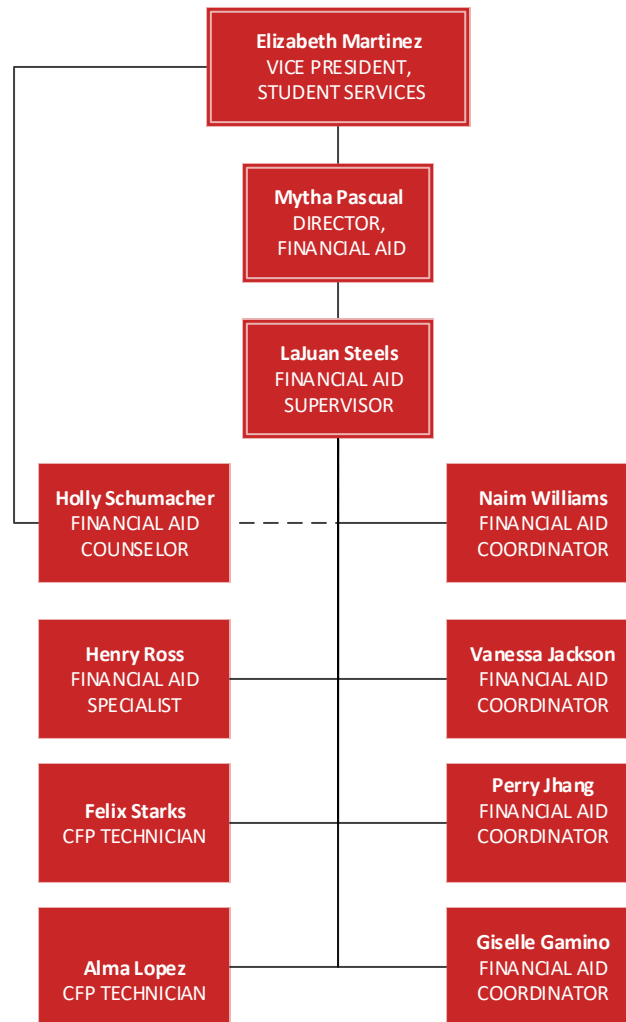 Elizabeth Martinez
VICE PRESIDENT,
STUDENT SERVICES
Mytha Pascual
DIRECTOR,
FINANCIAL AID
LaJuan Steels
FINANCIAL AID
SUPERVISOR
Holly Schumacher
FINANCIAL AID
COUNSELOR
Naim Williams
FINANCIAL AID
COORDINATOR
Henry Ross
FINANCIAL AID
SPECIALIST
Vanessa Jackson
FINANCIAL AID
COORDINATOR
Felix Starks
CFP TECHNICIAN
Perry Jhang
FINANCIAL AID
COORDINATOR
Alma Lopez
CFP TECHNICIAN
Giselle Gamino
FINANCIAL AID
COORDINATOR